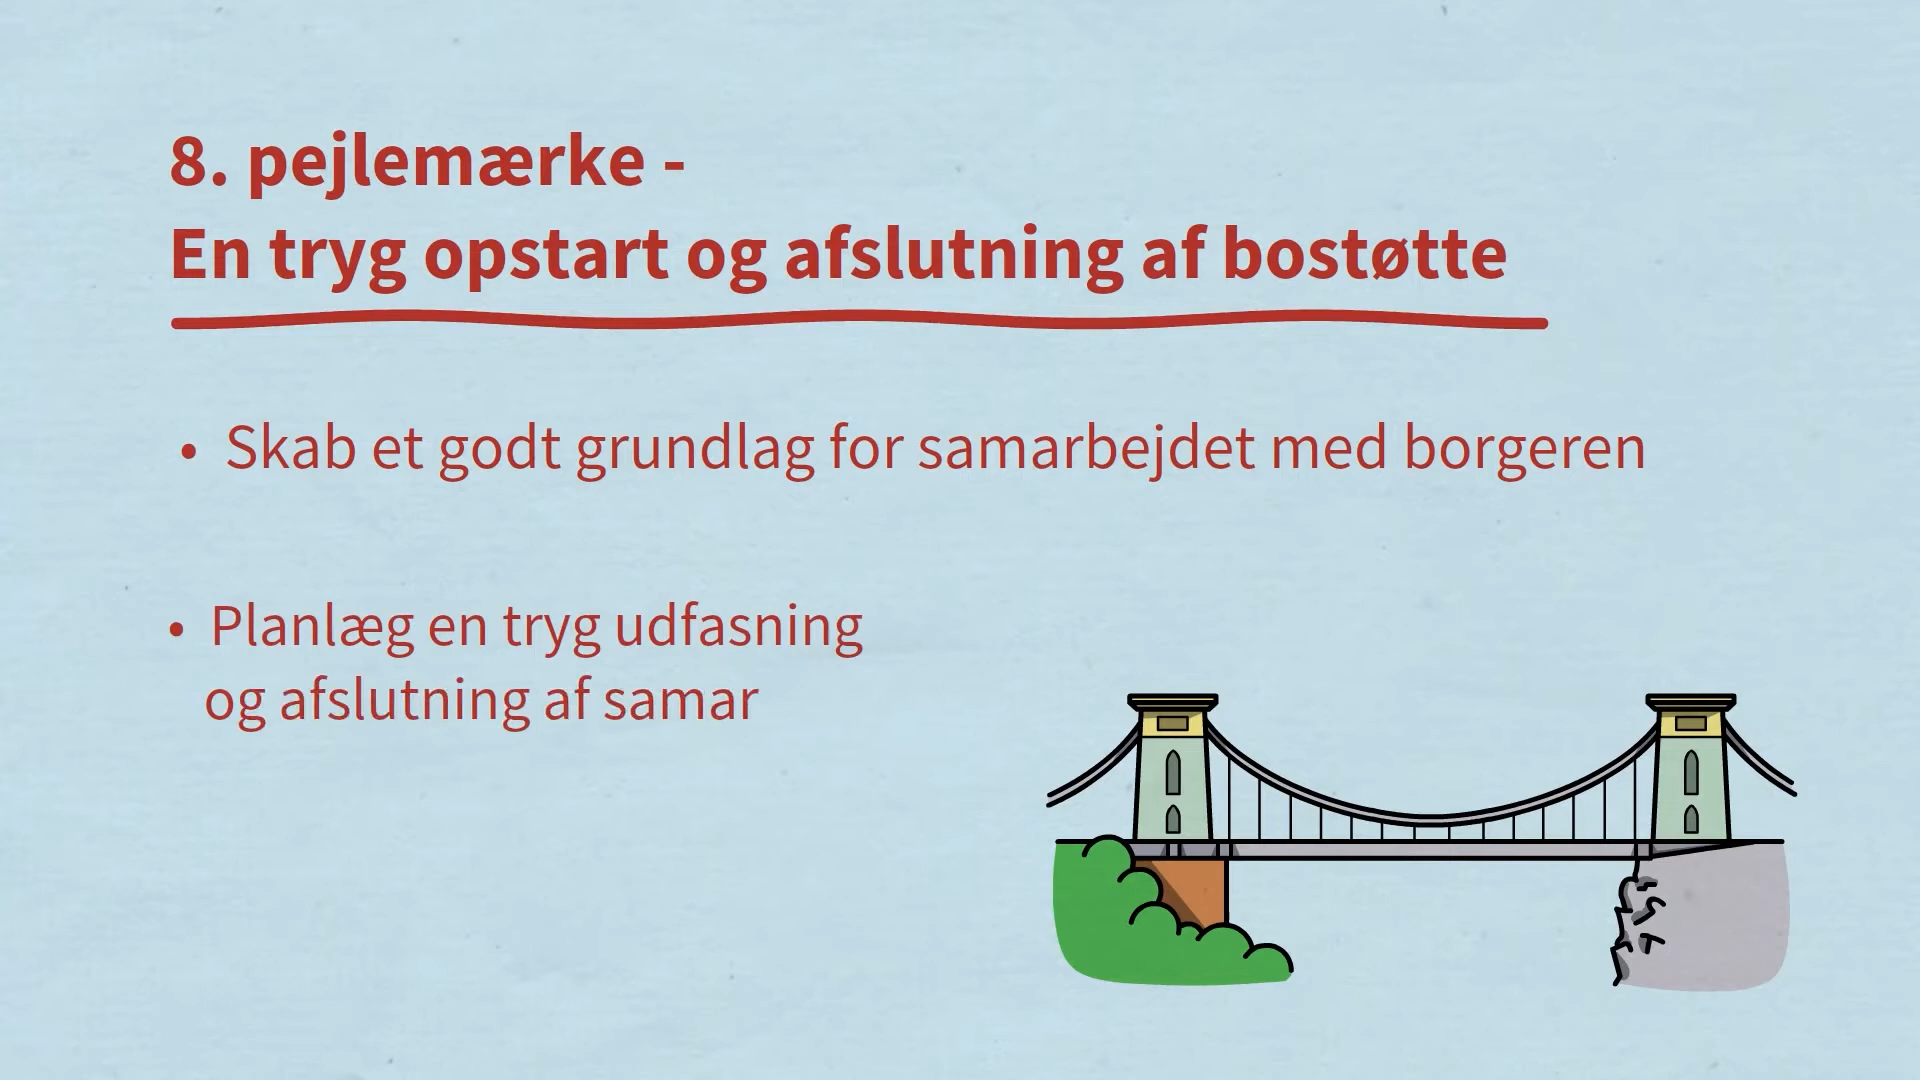 8. pejlemærke -
En tryg opstart og afslutning af bostøtte
• Skab et godt grundlag for samarbejdet med borgeren
• Planlæg en tryg udfasning
og afslutning af samar